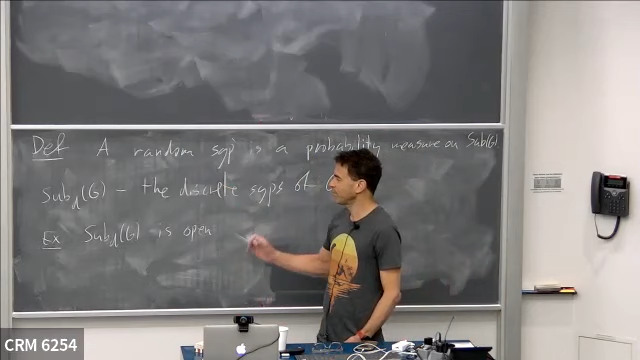 Def A random sgp is a probability measure on Sub(G)
Sub_d(G) - the discrete sgps of
Ex Sub_d(G) is open
CRM 6254